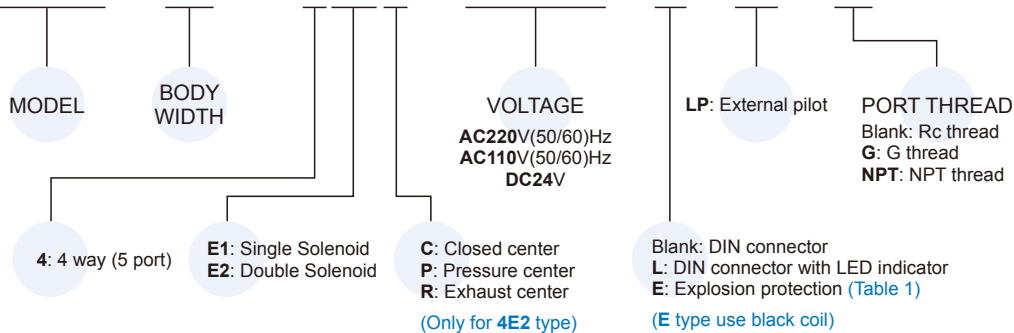 MODEL
BODY
WIDTH
VOLTAGE
AC220V(50/60)Hz
AC110V(50/60)Hz
DC24V
LP: External pilot
PORT THREAD
Blank: Rc thread
G: G thread
NPT: NPT thread
4: 4 way (5 port)
E1: Single Solenoid
E2: Double Solenoid
C: Closed center
P: Pressure center
R: Exhaust center
(Only for 4E2 type)
Blank: DIN connector
L: DIN connector with LED indicator
E: Explosion protection (Table 1)
(E type use black coil)